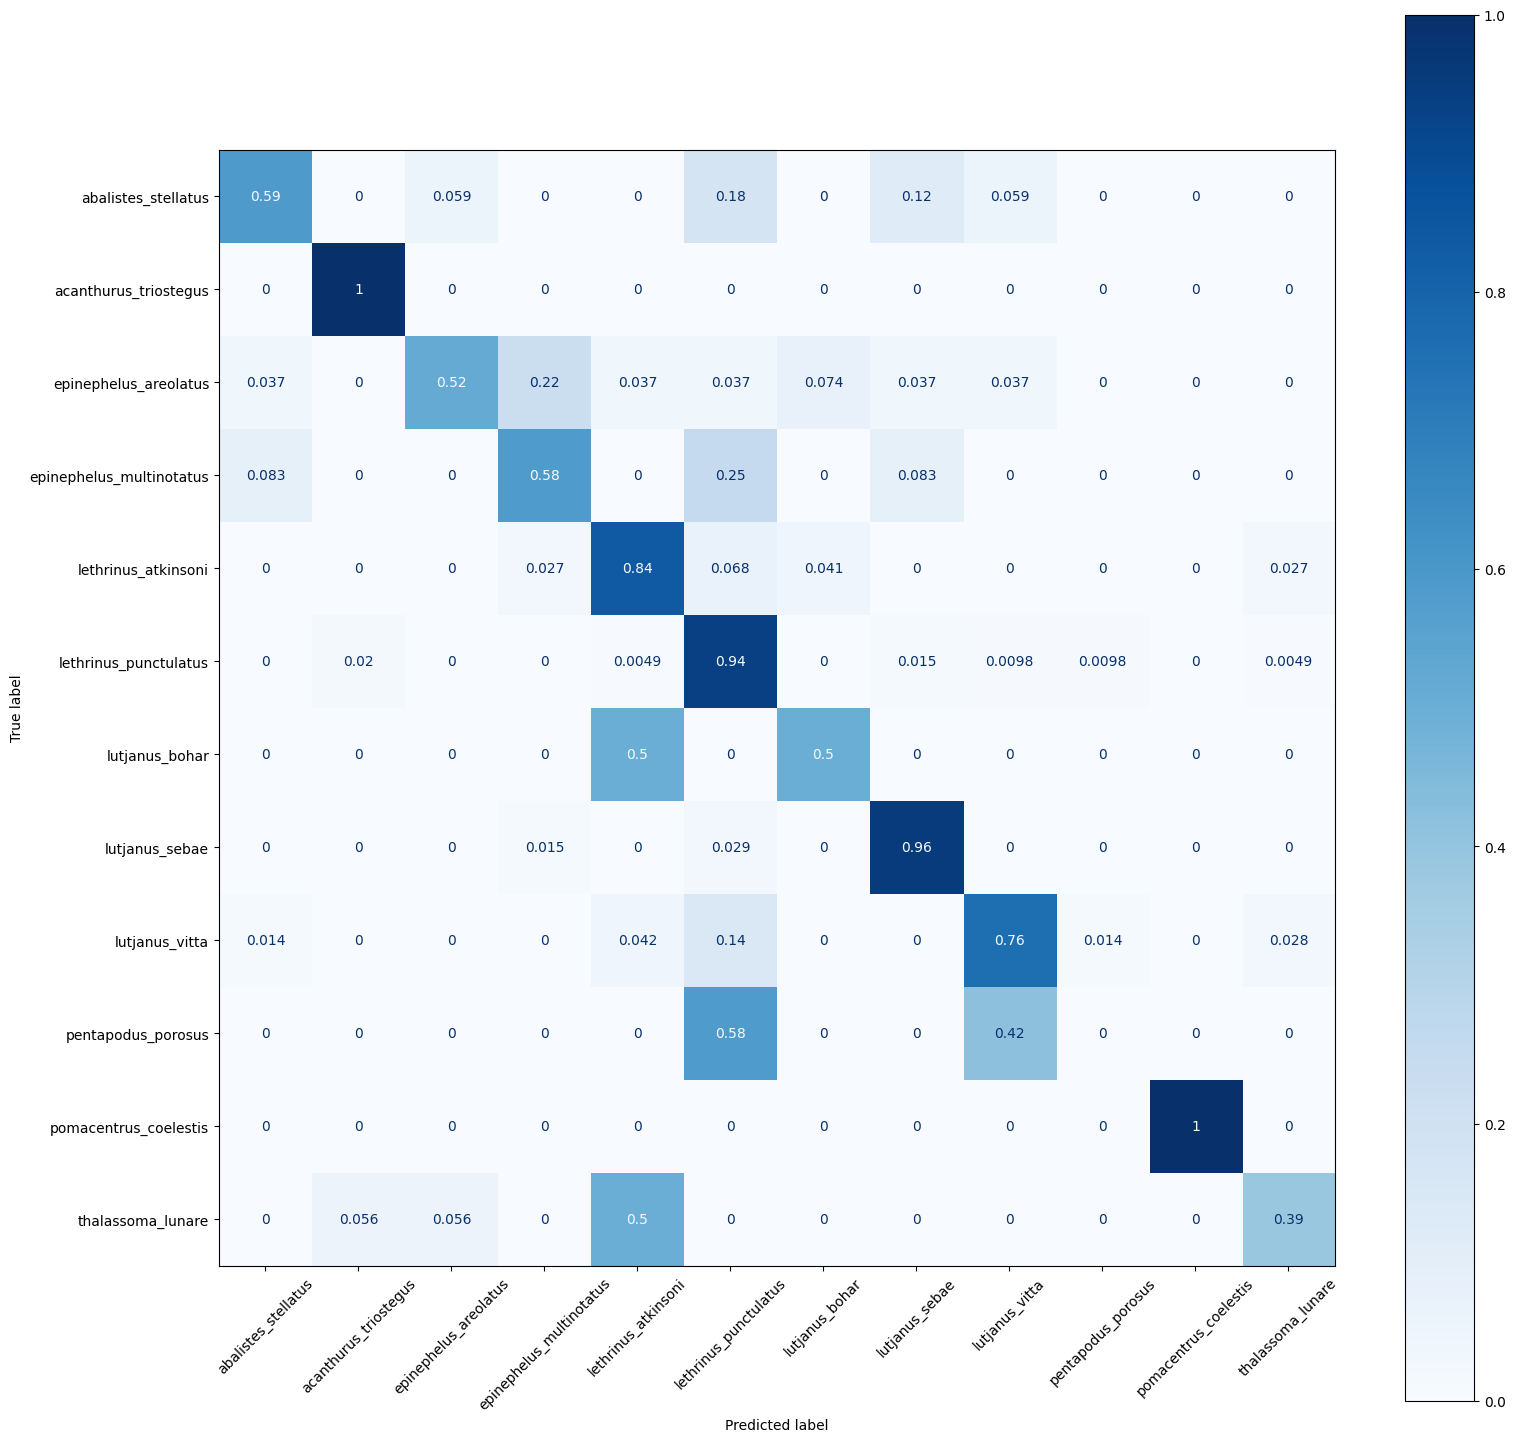 1.0
abalistes_stellatus 0.59 0 0.059 0 0 0.18 0 0.12 0.059 0 0 0
acanthurus_triostegus 0 1 0 0 0 0 0 0 0 0 0 0
0.8
epinephelus_areolatus 0.037 0 0.52 0.22 0.037 0.037 0.074 0.037 0.037 0 0 0
epinephelus_multinotatus 0.083 0 0 0.58 0 0.25 0 0.083 0 0 0 0
lethrinus_atkinsoni 0 0 0 0.027 0.84 0.068 0.041 0 0 0 0 0.027
0.6
lethrinus_punctulatus 0 0.02 0 0 0.0049 0.94 0 0.015 0.0098 0.0098 0 0.0049
True label
lutjanus_bohar 0 0 0 0 0.5 0 0.5 0 0 0 0 0
lutjanus_sebae 0 0 0 0.015 0 0.029 0 0.96 0 0 0 0
0.4
lutjanus_vitta 0.014 0 0 0 0.042 0.14 0 0 0.76 0.014 0 0.028
pentapodus_porosus 0 0 0 0 0 0.58 0 0 0.42 0 0 0
pomacentrus_coelestis 0 0 0 0 0 0 0 0 0 0 1 0
0.2
thalassoma_lunare 0 0.056 0.056 0 0.5 0 0 0 0 0 0 0.39
abalistes_stellatus
acanthurus_triostegus
epinephelus_areolatus
epinephelus_multinotatus
lethrinus_atkinsoni
lethrinus_punctulatus
lutjanus_bohar
lutjanus_sebae
lutjanus_vitta
pentapodus_porosus
pomacentrus_coelestis
thalassoma_lunare
0.0
Predicted label